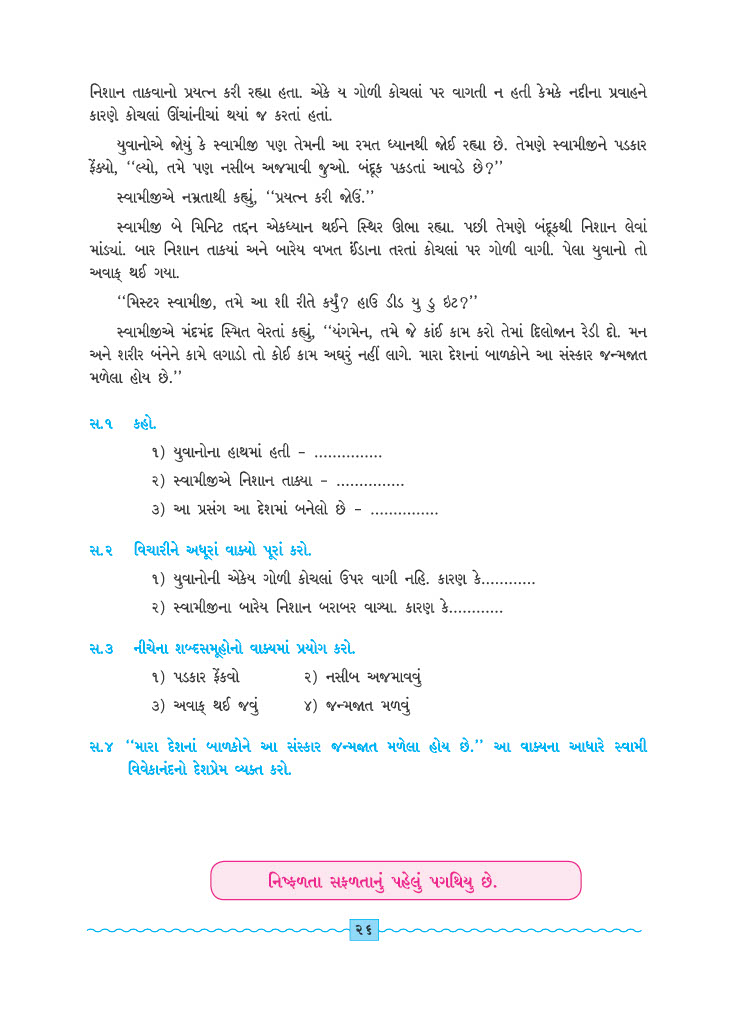 નિશાન તાકવાનો પ્રયત્ન કરી રહ્યા હતા. એકે ય ગોળી કોચલાં પર વાગતી ન હતી કેમકે નદીના પ્રવાહને
કારણે કોચલાં ઊંચાંનીચાં થયાં જ કરતાં હતાં.
યુવાનોએ જોયું કે સ્વામીજી પણ તેમની આ રમત ધ્યાનથી જોઈ રહ્યા છે. તેમણે સ્વામીજીને પડકાર
ફેંક્યો, ‘‘લ્યો, તમે પણ નસીબ અજમાવી જુઓ. બંદૂક પકડતાં આવડે છે?’’
સ્વામીજીએ નમ્રતાથી કહ્યું, ‘‘પ્રયત્ન કરી જોઉં.’’
સ્વામીજી બે મિનિટ તદ્દન એકધ્યાન થઈને સ્થિર ઊભા રહ્યા. પછી તેમણે બંદૂકથી નિશાન લેવાં
માંડ્યાં. બાર નિશાન તાકયાં અને બારેય વખત ઈંડાના તરતાં કોચલાં પર ગોળી વાગી. પેલા યુવાનો તો
અવાક્ થઈ ગયા.
‘‘મિસ્ટર સ્વામીજી, તમે આ શી રીતે કર્યું? હાઉ ડીડ યુ ડુ ઇટ?’’
સ્વામીજીએ મંદમંદ સ્મિત વેરતાં કહ્યું, ‘‘યંગમેન, તમે જે કાંઈ કામ કરો તેમાં દિલોજાન રેડી દો. મન
અને શરીર બંનેને કામે લગાડો તો કોઈ કામ અઘરું નહીં લાગે. મારા દેશનાં બાળકોને આ સંસ્કાર જન્મજાત
મળેલા હોય છે.’’
સ.૧ કહો.
૧) યુવાનોના હાથમાં હતી – ...............
૨) સ્વામીજીએ નિશાન તાક્યા – ...............
૩) આ પ્રસંગ આ દેશમાં બનેલો છે – ...............
સ.૨ વિચારીને અધૂરાં વાક્યો પૂરાં કરો.
૧) યુવાનોની એકેય ગોળી કોચલાં ઉપર વાગી નહિ. કારણ કે............
૨) સ્વામીજીના બારેય નિશાન બરાબર વાગ્યા. કારણ કે............
સ.૩ નીચેના શબ્દસમૂહોનો વાક્યમાં પ્રયોગ કરો.
૧) પડકાર ફેંકવો ૨) નસીબ અજમાવવું
૩) અવાક્ થઈ જવું ૪) જન્મજાત મળવું
સ.૪ ‘‘મારા દેશનાં બાળકોને આ સંસ્કાર જન્મજાત મળેલા હોય છે.’’ આ વાક્યના આધારે સ્વામી
વિવેકાનંદનો દેશપ્રેમ વ્યક્ત કરો.
નિષ્ફળતા સફળતાનું પહેલું પગથિયુ છે.
૨૬